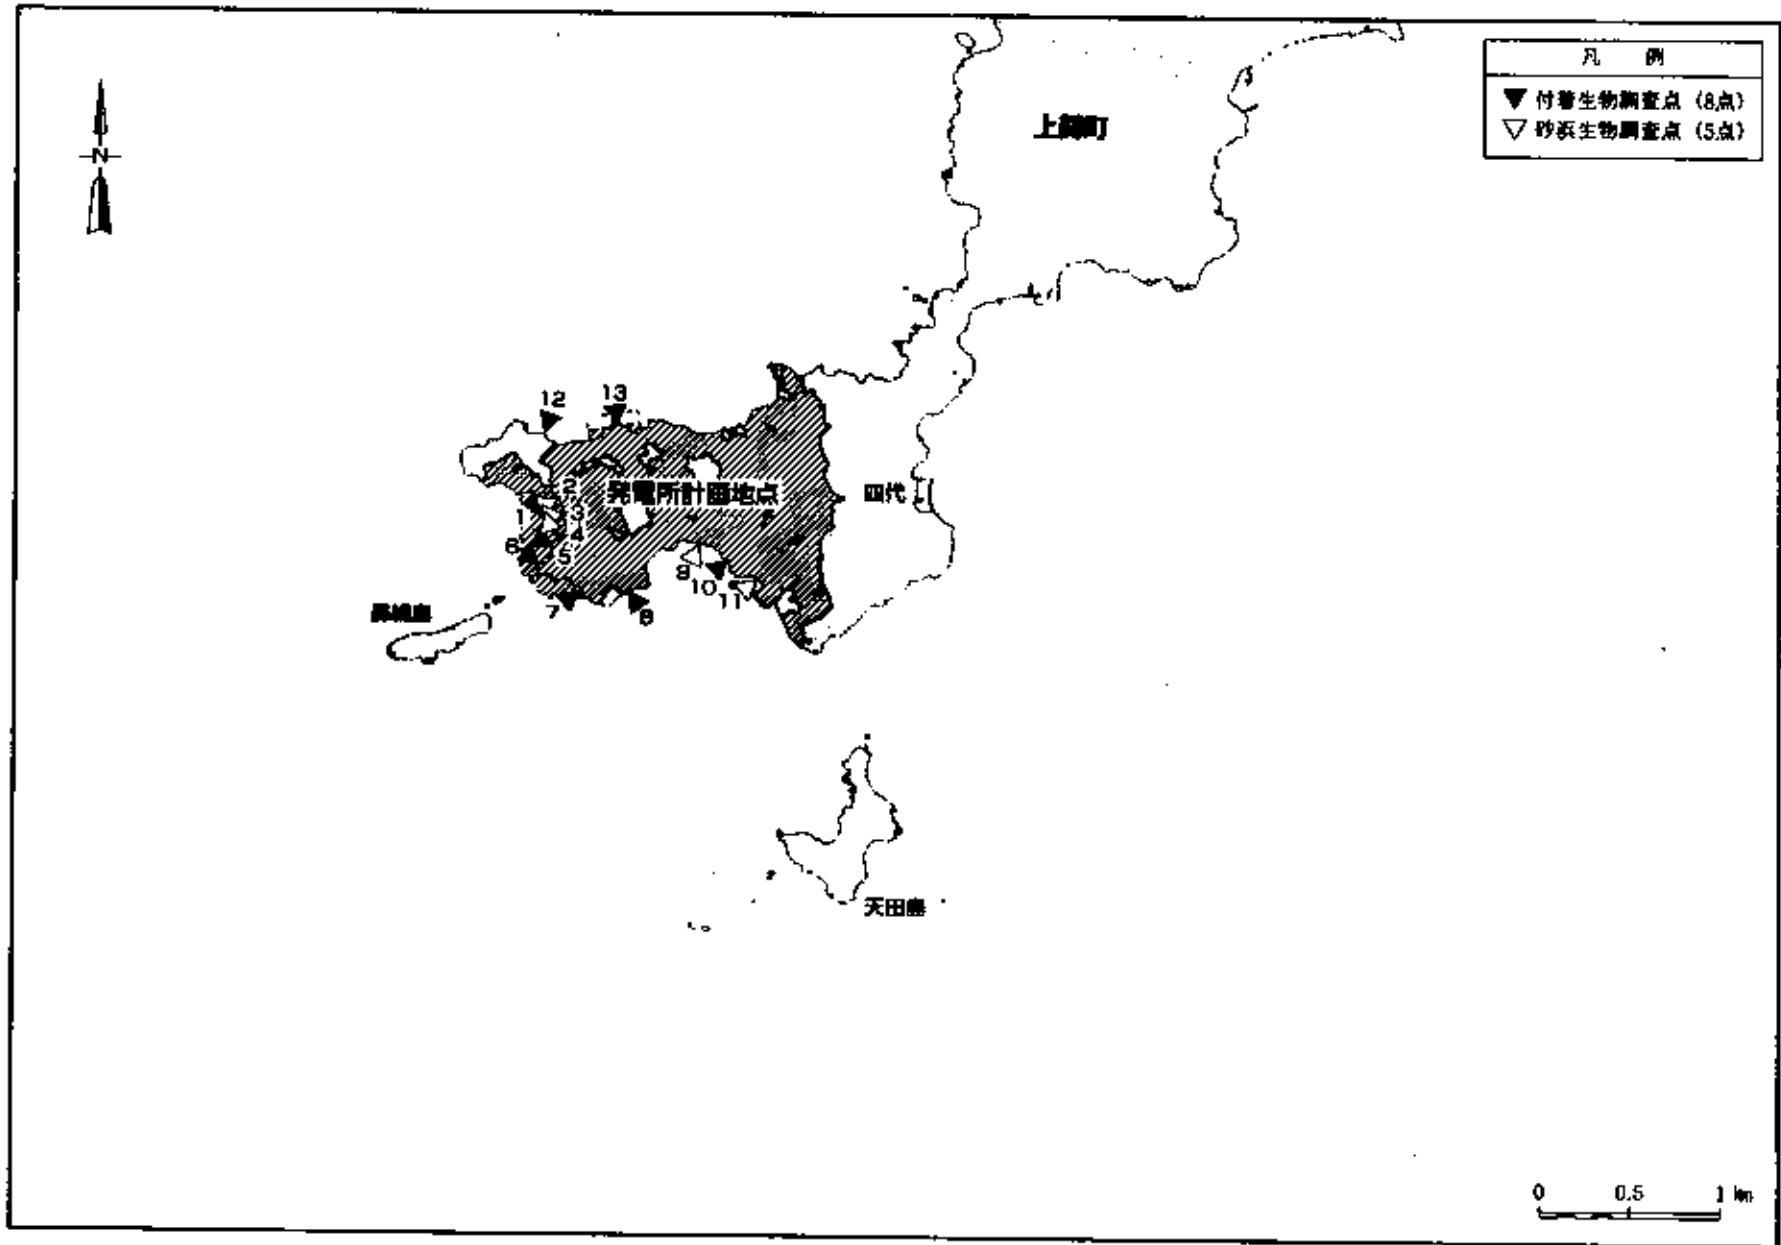 凡 例
▼ 付着生物調査点 (8点)
▽ 砂浜生物調査点 (5点)
N
上関町
12
13
発電所計画地点
四代
2
1
3
4
6
5
9
10
11
7
8
天田島
0 0.5 1 km